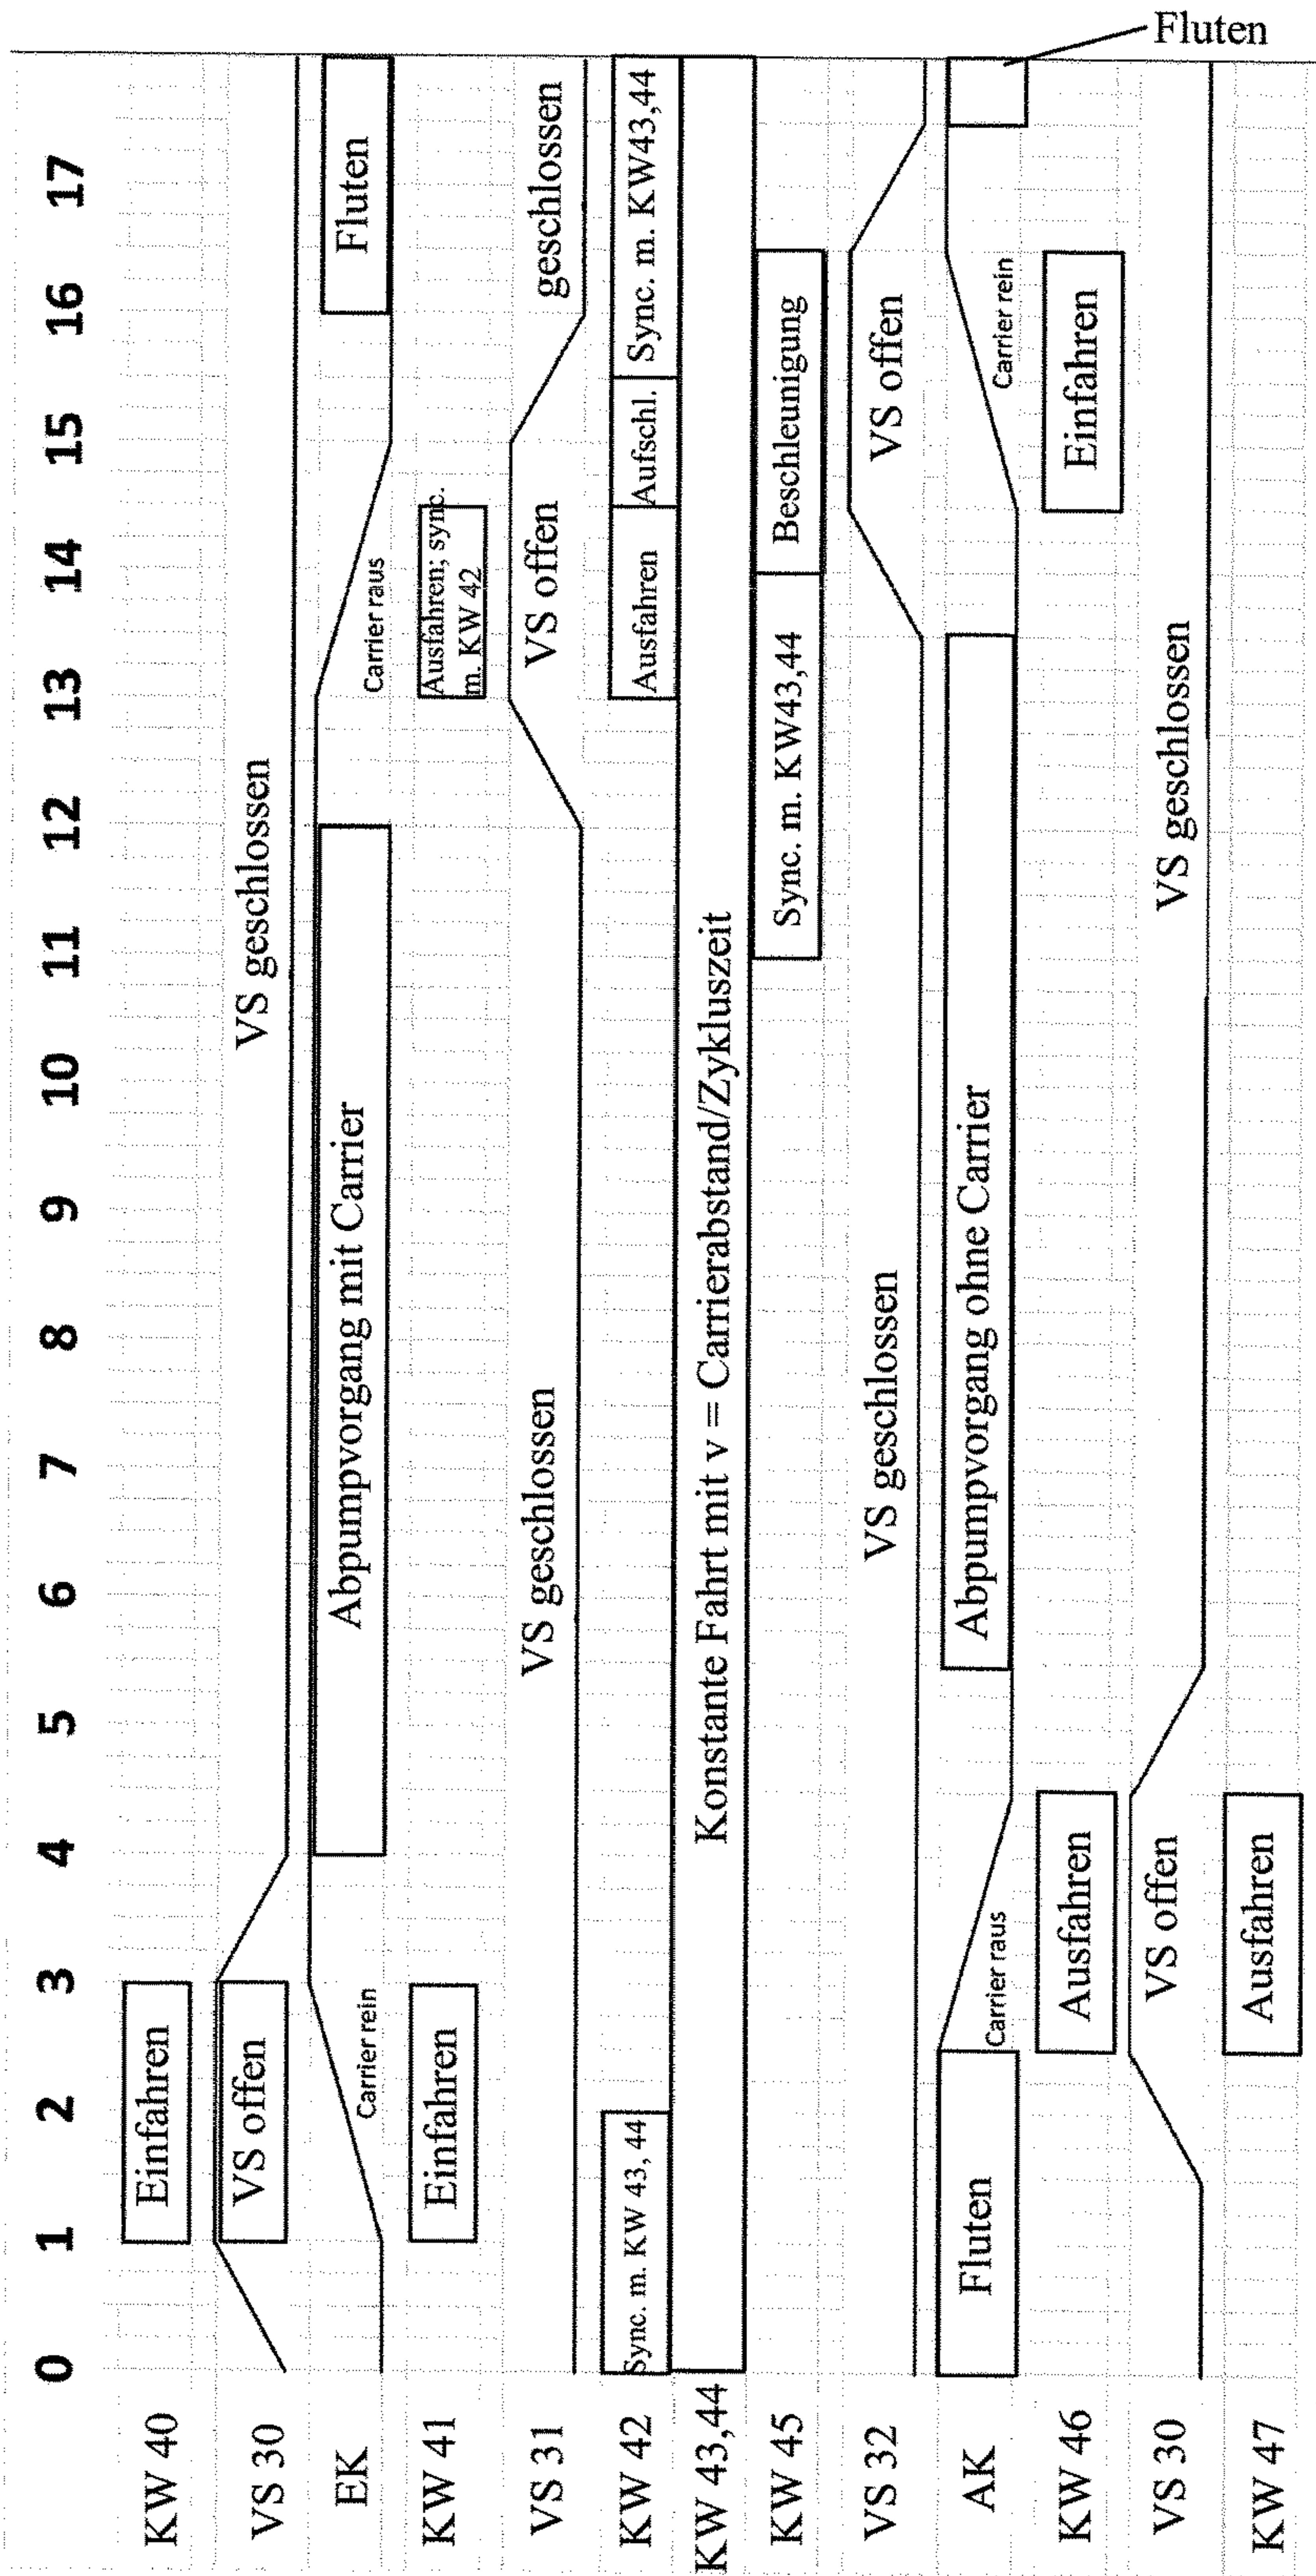 0 1 2 3 4 5 6 7 8 9 10 11 12 13 14 15 16 17
KW 40
Einfahren
VS 30
VS offen
VS geschlossen
EK
Carrier rein
Abpumpvorgang mit Carrier
Carrier raus
Fluten
KW 41
Einfahren
Ausfahren; sync.
m. KW 42
VS 31
VS geschlossen
VS offen
geschlossen
KW 42
Sync. m. KW 43, 44
Ausfahren
Aufschl.
Sync. m. KW43,44
KW 43,44
Konstante Fahrt mit v = Carrierabstand/Zykluszeit
KW 45
Sync. m. KW43,44
Beschleunigung
VS 32
VS geschlossen
VS offen
AK
Fluten
Carrier raus
Abpumpvorgang ohne Carrier
Carrier rein
Fluten
KW 46
Ausfahren
Einfahren
VS 30
VS offen
VS geschlossen
KW 47
Ausfahren